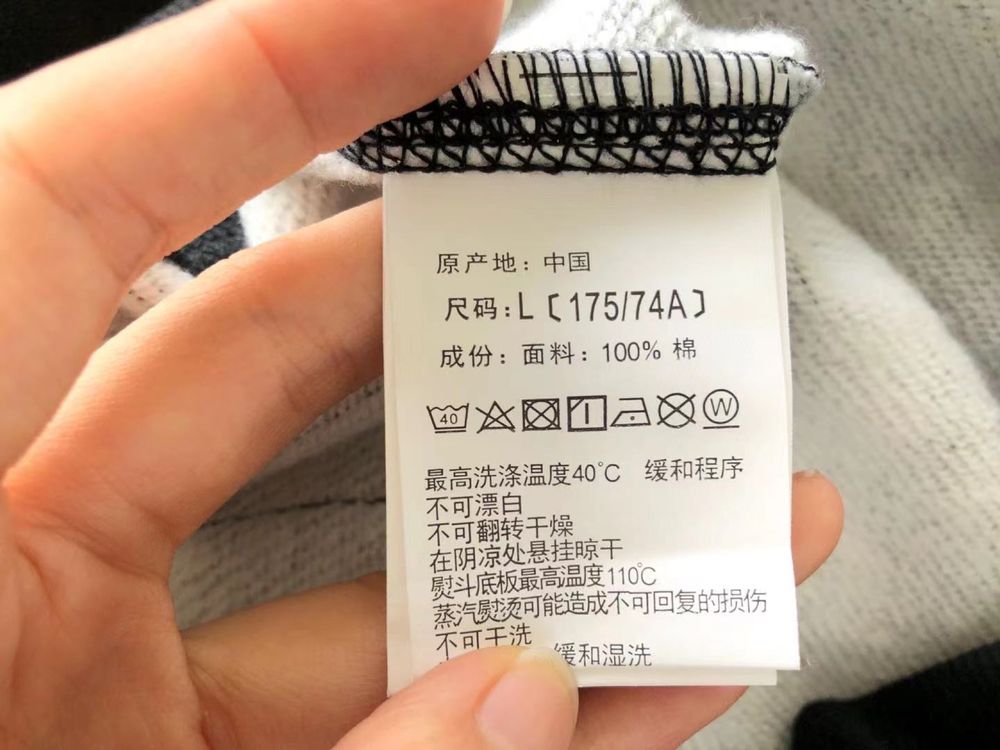 原产地：中国
尺码：L〔175/74A〕
成份：面料：100% 棉
40 W
最高洗涤温度40℃ 缓和程序
不可漂白
不可翻转干燥
在阴凉处悬挂晾干
熨斗底板最高温度110℃
蒸汽熨烫可能造成不可回复的损伤
不可干洗
缓和湿洗